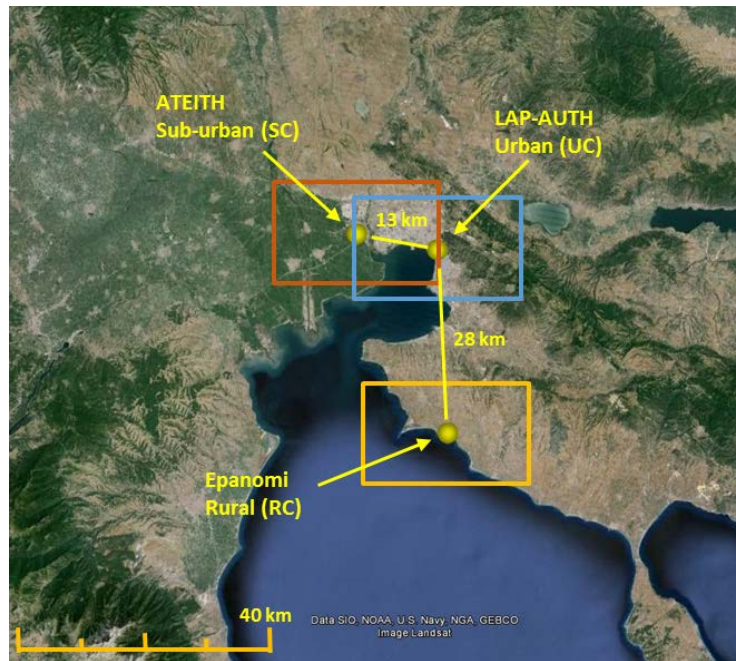 ATEITH
Sub-urban (SC)
LAP-AUTH
Urban (UC)
13 km
28 km
Epanomi
Rural (RC)
40 km
Data SIO, NOAA, U.S. Navy, NGA, GEBCO
Image Landsat